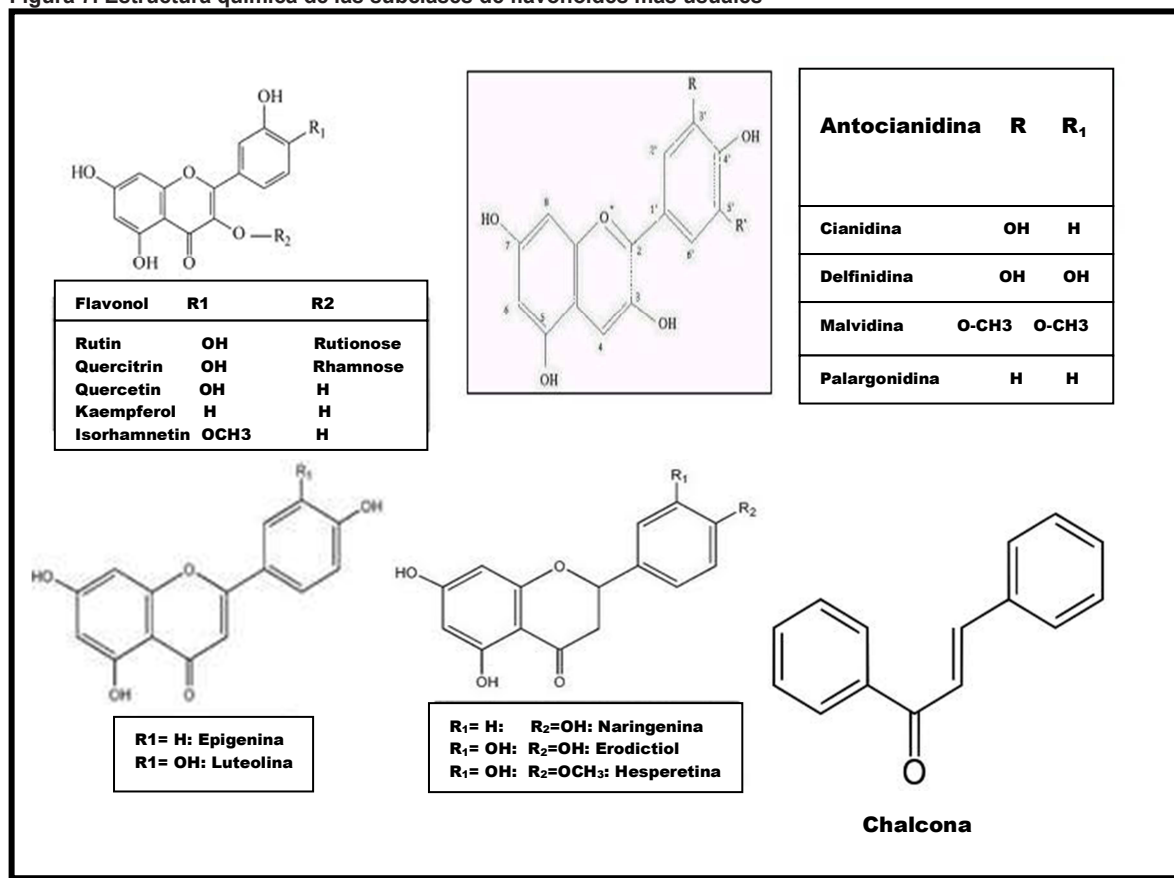 Figura 7. Estructura química de las subclases de flavonoides más usuales
OH
R1
HO
O
O—R2
OH O
Flavonol R1 R2
Rutin OH Rutionose
Quercitrin OH Rhamnose
Quercetin OH H
Kaempferol H H
Isorhamnetin OCH3 H
R
3'
OH
2'
4'
8
1'
5'
R'
HO
O+
7
2
6'
6
3
5
4
OH
OH
Antocianidina R R₁
Cianidina OH H
Delfinidina OH OH
Malvidina O-CH3 O-CH3
Palargonidina H H
R₁
OH
HO
O
OH O
R1= H: Epigenina
R1= OH: Luteolina
R₁
R₂
HO
O
OH O
R₁= H: R₂=OH: Naringenina
R₁= OH: R₂=OH: Erodictiol
R₁= OH: R₂=OCH₃: Hesperetina
O
Chalcona